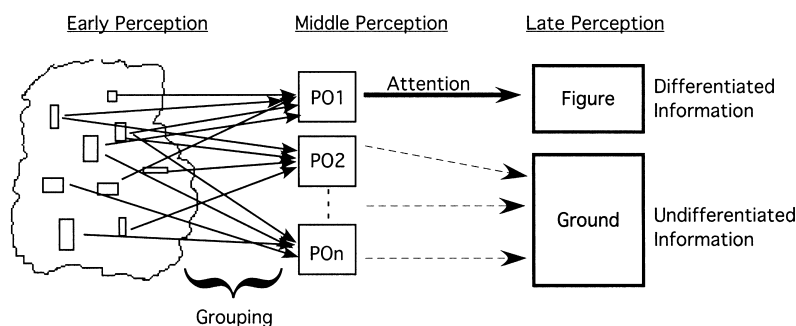 Early Perception
Middle Perception
Late Perception
PO1
Attention
Figure
Differentiated
Information
PO2
Ground
Undifferentiated
Information
POn
Grouping